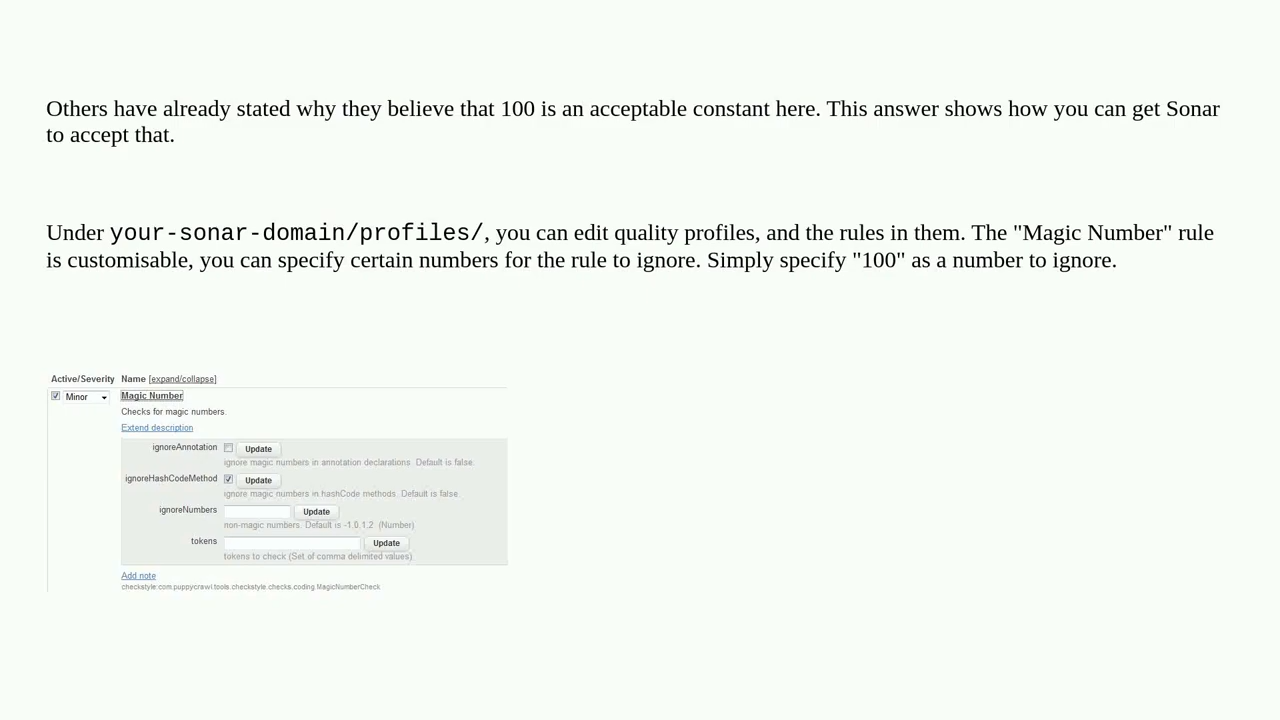 Others have already stated why they believe that 100 is an acceptable constant here. This answer shows how you can get Sonar
to accept that.
Under your-sonar-domain/profiles/, you can edit quality profiles, and the rules in them. The "Magic Number" rule
is customisable, you can specify certain numbers for the rule to ignore. Simply specify "100" as a number to ignore.
Active/Severity Name [expand/collapse]
Minor Magic Number
Checks for magic numbers.
Extend description
ignoreAnnotation Update
ignore magic numbers in annotation declarations. Default is false.
ignoreHashCodeMethod Update
ignore magic numbers in hashCode methods. Default is false.
ignoreNumbers Update
non-magic numbers. Default is -1,0,1,2 (Number)
tokens Update
tokens to check (Set of comma delimited values)
Add note
checkstyle:com.puppycrawl.tools.checkstyle.checks.coding.MagicNumberCheck